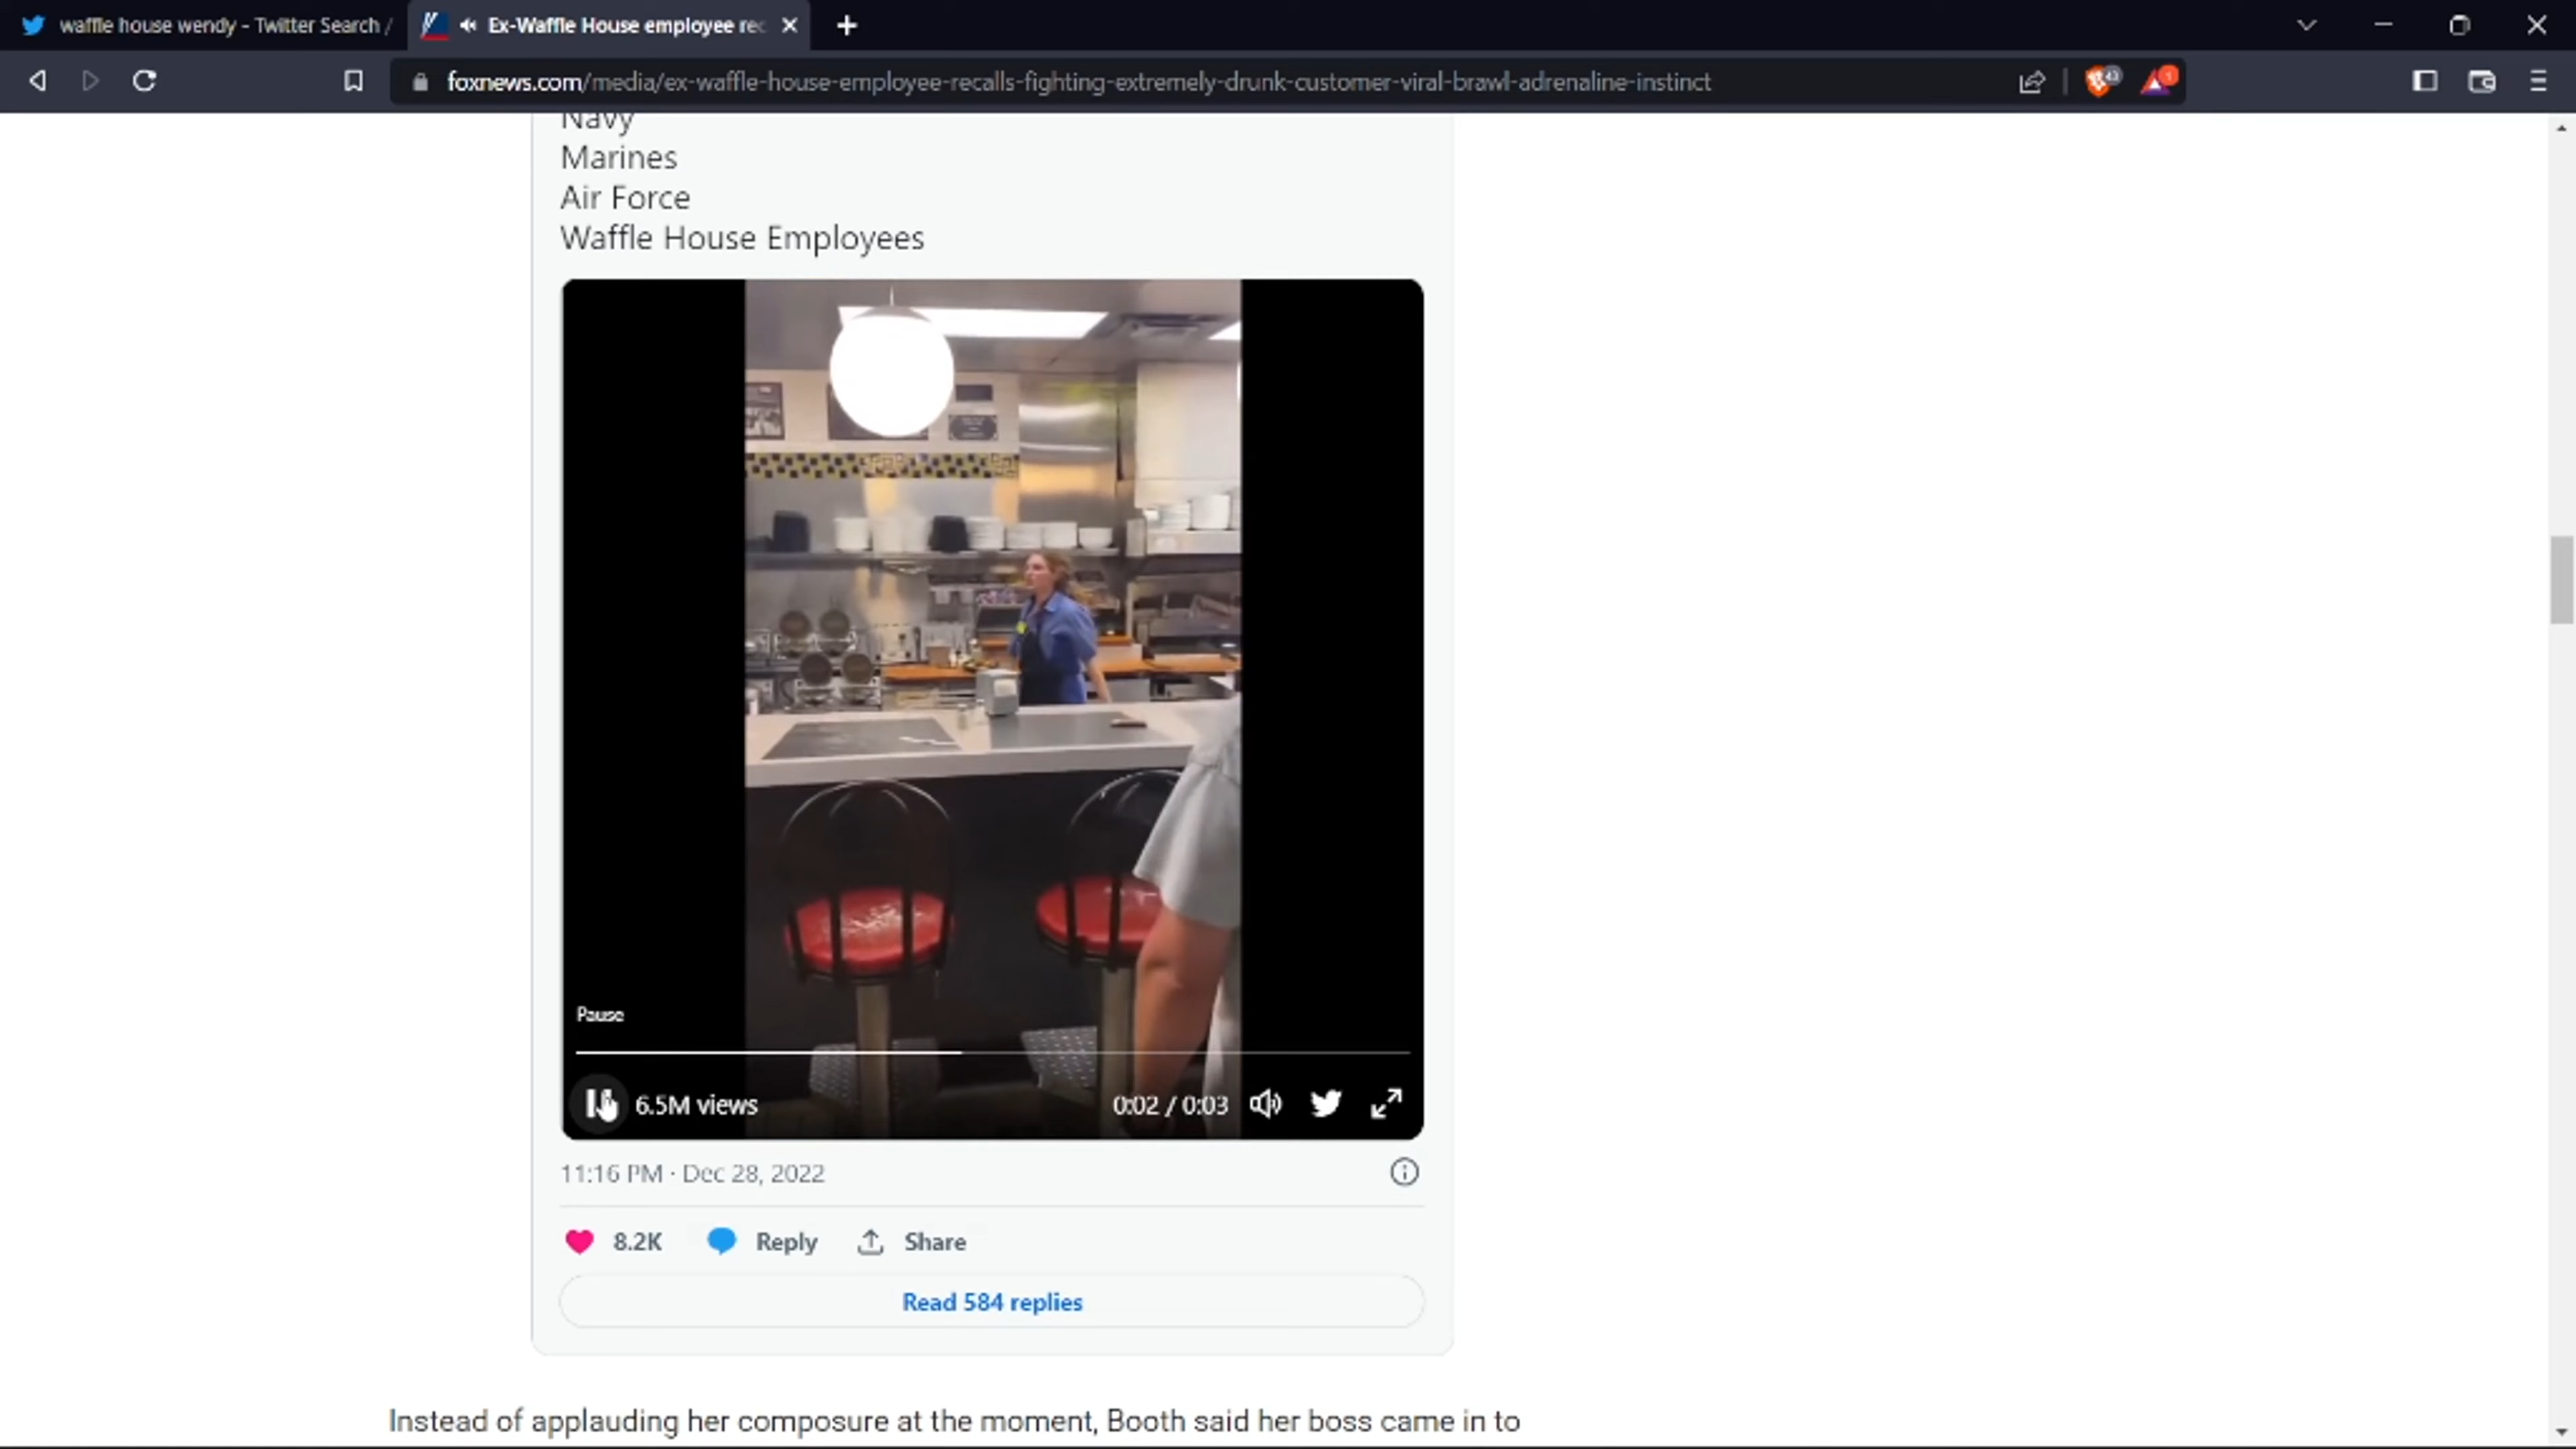 waffle house wendy - Twitter Search /
Ex-Waffle House employee rec
foxnews.com/media/ex-waffle-house-employee-recalls-fighting-extremely-drunk-customer-viral-brawl-adrenaline-instinct
43
1
Navy
Marines
Air Force
Waffle House Employees
Pause
6.5M views
0:02 / 0:03
11:16 PM · Dec 28, 2022
8.2K
Reply
Share
Read 584 replies
Instead of applauding her composure at the moment, Booth said her boss came in to